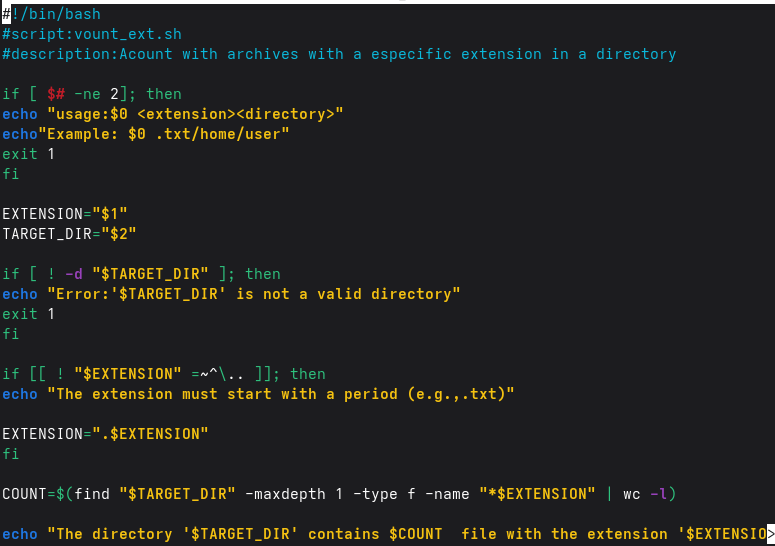 #!/bin/bash
#script:vount_ext.sh
#description:Acount with archives with a especific extension in a directory
if [ $# -ne 2]; then
echo "usage:$0 <extension><directory>"
echo"Example: $0 .txt/home/user"
exit 1
fi
EXTENSION="$1"
TARGET_DIR="$2"
if [ ! -d "$TARGET_DIR" ]; then
echo "Error:'$TARGET_DIR' is not a valid directory"
exit 1
fi
if [[ ! "$EXTENSION" =~^\.. ]]; then
echo "The extension must start with a period (e.g.,.txt)"
EXTENSION=".$EXTENSION"
fi
COUNT=$(find "$TARGET_DIR" -maxdepth 1 -type f -name "*$EXTENSION" | wc -l)
echo "The directory '$TARGET_DIR' contains $COUNT  file with the extension '$EXTENSIO>